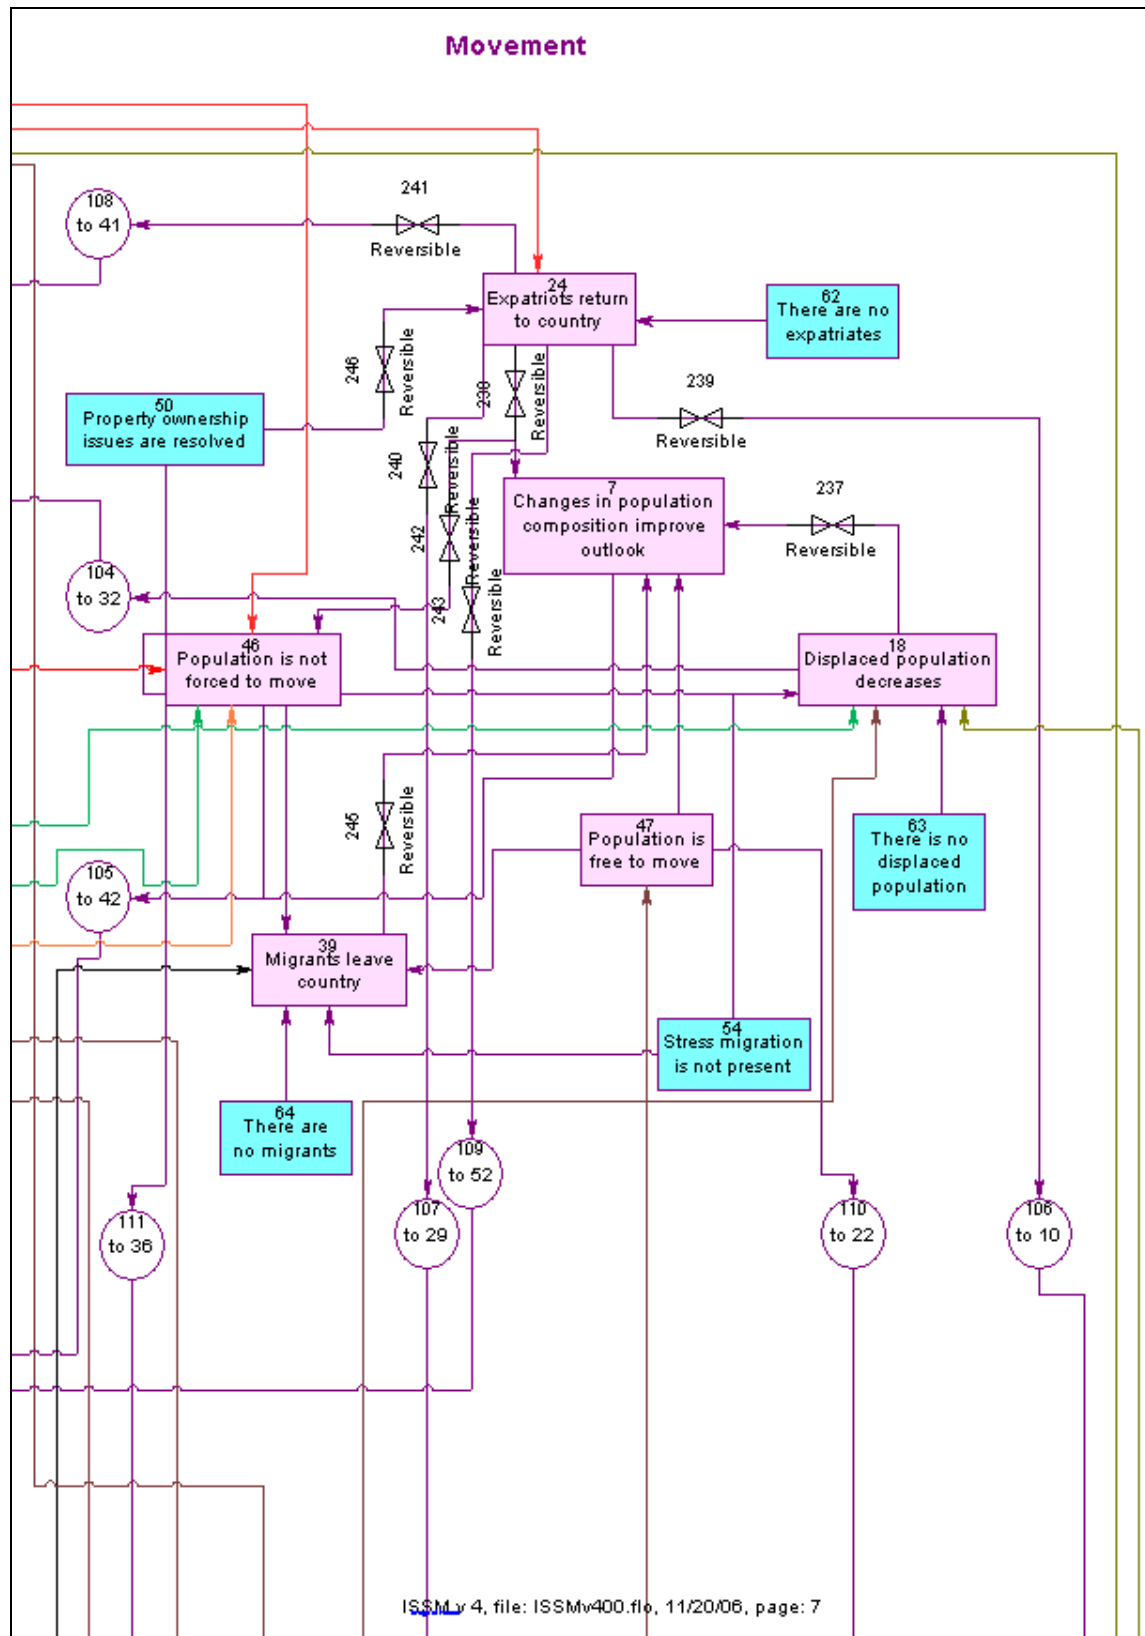 Movement
241
108
to 41
Reversible
24
Expatriots return
to country
62
There are no
expatriates
246
Reversible
238
Reversible
239
Reversible
50
Property ownership
issues are resolved
240
Reversible
7
Changes in population
composition improve
outlook
237
Reversible
242
Reversible
243
Reversible
104
to 32
46
Population is not
forced to move
18
Displaced population
decreases
245
Reversible
47
Population is
free to move
63
There is no
displaced
population
105
to 42
39
Migrants leave
country
54
Stress migration
is not present
64
There are
no migrants
109
to 52
111
to 36
107
to 29
110
to 22
106
to 10
ISSM v 4, file: ISSMv400.flo, 11/20/06, page: 7